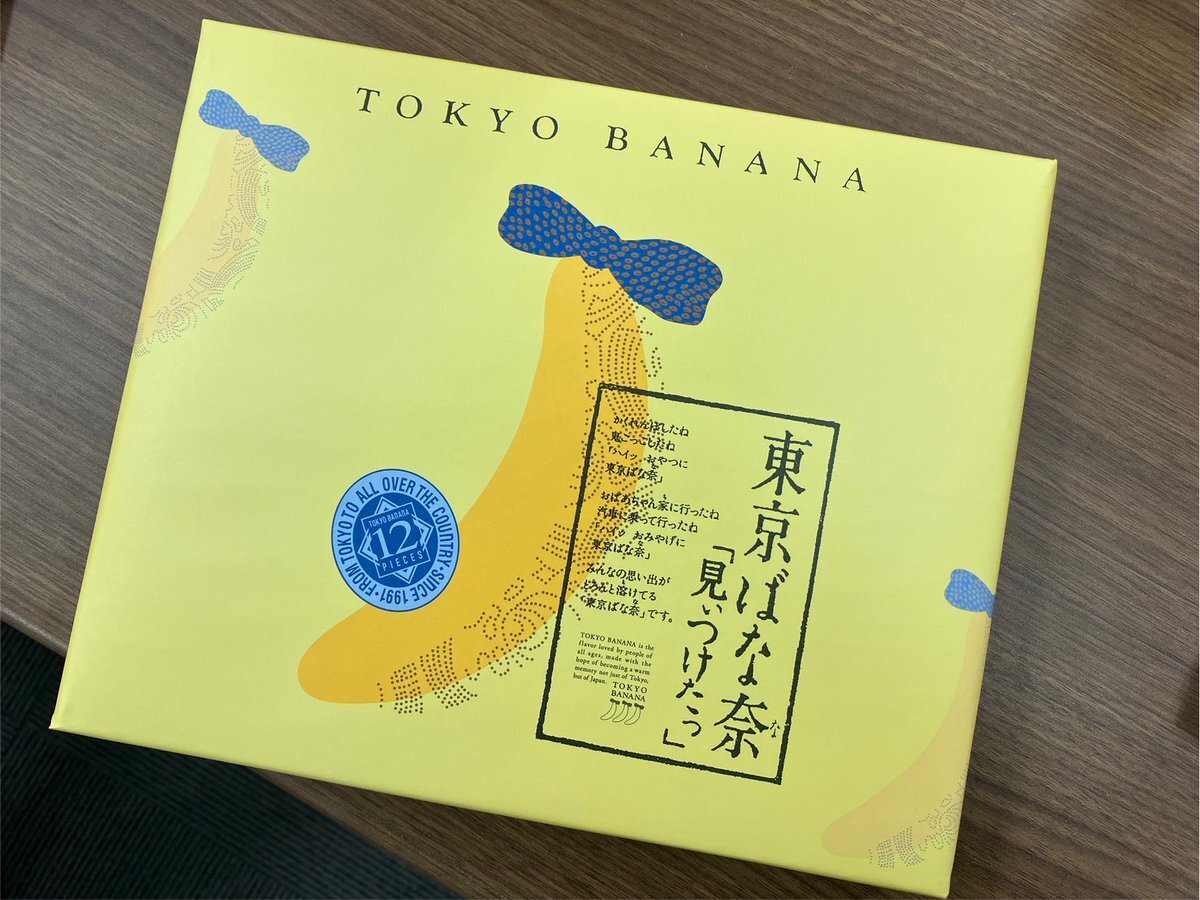 TOKYO BANANA
東京ばな奈
な
「見ぃつけたっ」
かくれんぼしたね
鬼ごっこしたね
「ハイッ おやつに
東京ばな奈」
おばあちゃん家に行ったね
汽車に乗って行ったね
「ハイッ おみやげに
東京ばな奈」
みんなの思い出が
とろんと溶けてる
「東京ばな奈」です。
TOKYO BANANA is the
flavor loved by people of
all ages, made with the
hope of becoming a warm
memory not just of Tokyo,
but of Japan.
TOKYO
BANANA
FROM TOKYO TO ALL OVER THE COUNTRY・SINCE 1991・
TOKYO BANANA
12
PIECES